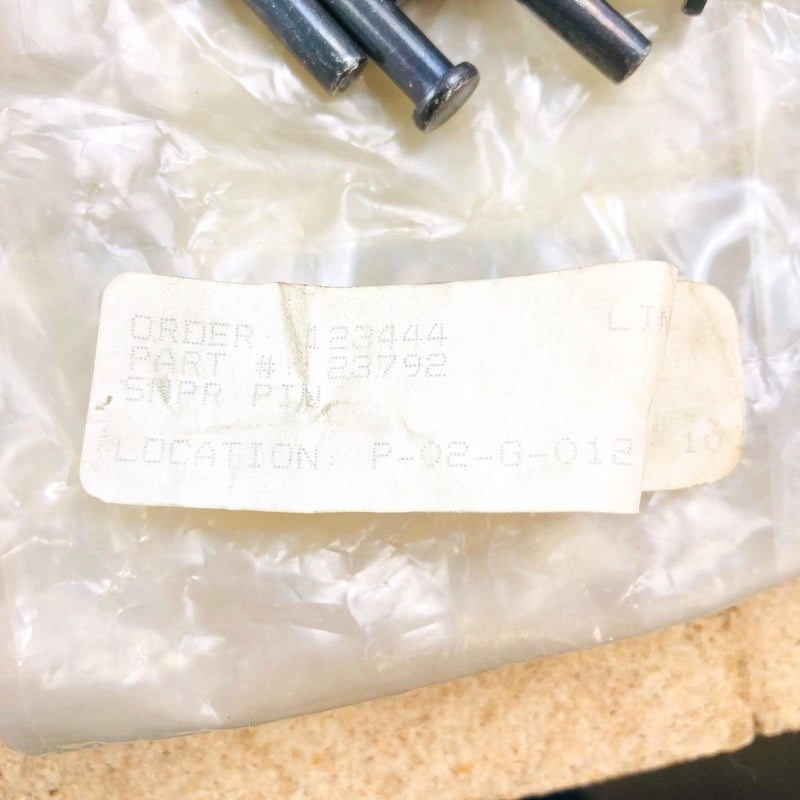 ORDER 123444 LIN
PART # 23792
SNPR PIN
LOCATION: P-02-G-012 10